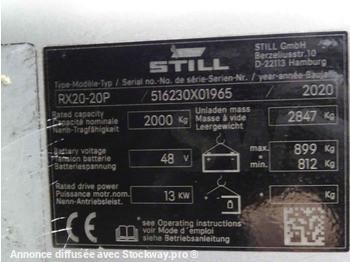 STILL
STILL GmbH
Berzeliusstr.10
D-22113 Hamburg
Type-Modèle-Typ / Serial no.-No. de série-Serien-Nr. / year-année-Baujahr
RX20-20P / 516230X01965 / 2020
Rated capacity
Capacité nominale
Nenn-Tragfähigkeit
2000 Kg
Unladen mass
Masse à vide
Leergewicht
2847 Kg
Battery voltage
Tension batterie
Batteriespannung
48 V
max. 899 Kg
min. 812 Kg
Rated drive power
Puissance motor.nom.
Nenn-Antriebsleist.
13 KW
Kg
CE
see Operating instructions
voir Mode d'emploi
siehe Betriebsanleitung
Annonce diffusée avec Stockway.pro ®